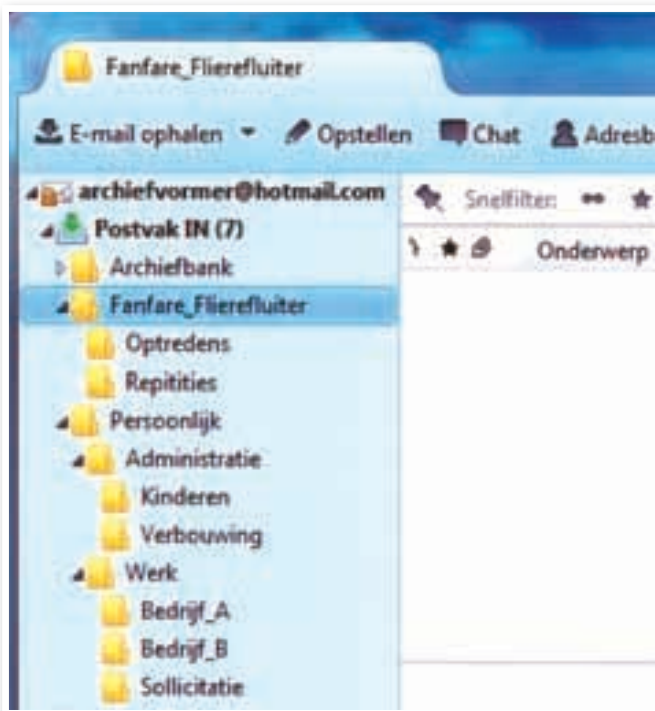 Fanfare_Flierefluiter
E-mail ophalen Opstellen Chat Adresb
archiefvormer@hotmail.com
Snelfilter:
Postvak IN (7)
Onderwerp
Archiefbank
Fanfare_Flierefluiter
Optredens
Repitities
Persoonlijk
Administratie
Kinderen
Verbouwing
Werk
Bedrijf_A
Bedrijf_B
Sollicitatie